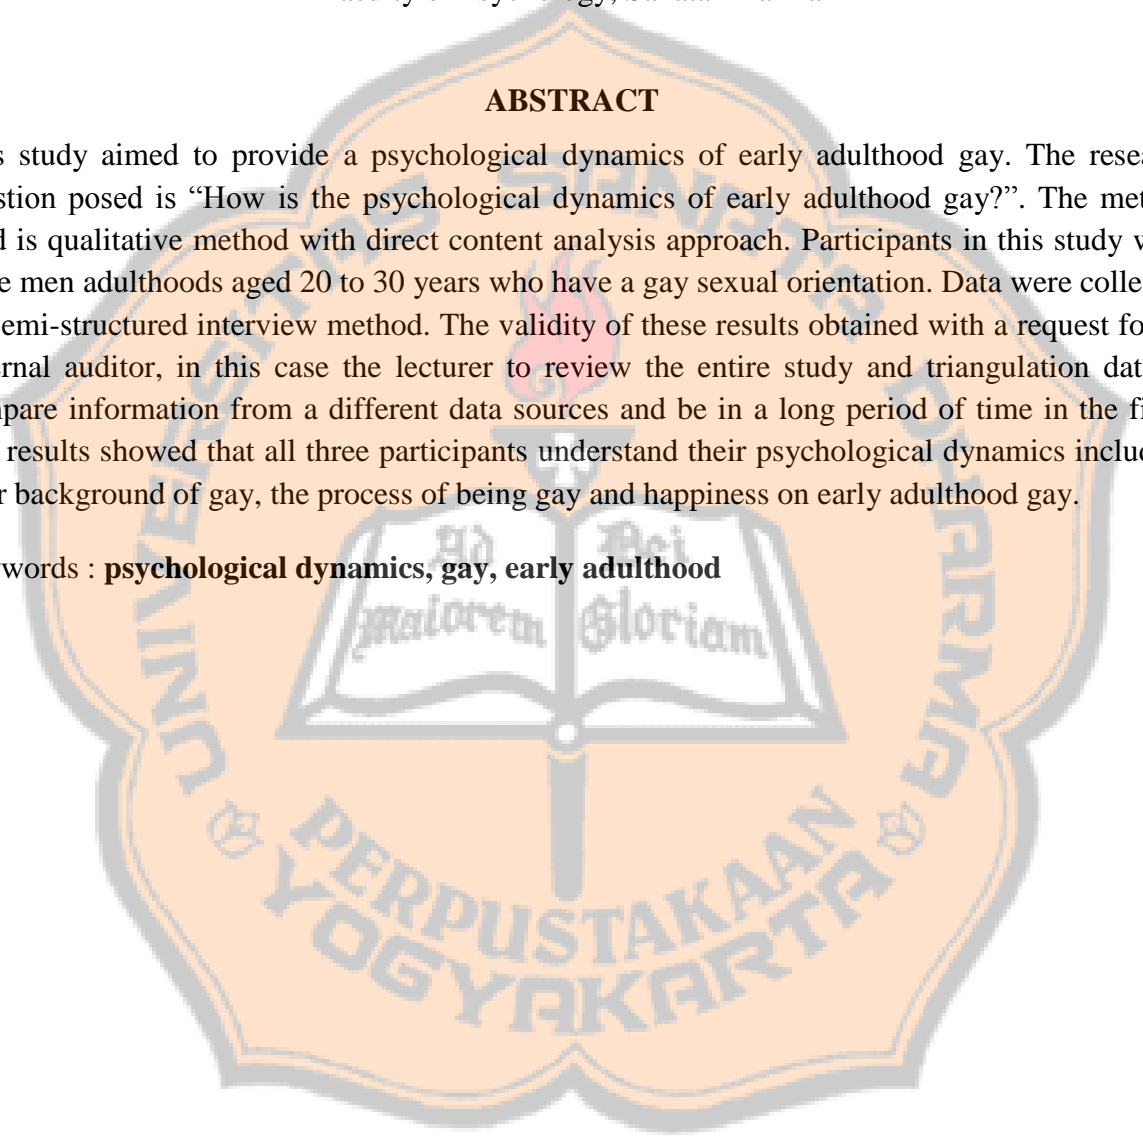 ABSTRACT
s study aimed to provide a psychological dynamics of early adulthood gay. The rese
stion posed is “How is the psychological dynamics of early adulthood gay?”. The met
d is qualitative method with direct content analysis approach. Participants in this study
e men adulthoods aged 20 to 30 years who have a gay sexual orientation. Data were colle
emi-structured interview method. The validity of these results obtained with a request fo
rnal auditor, in this case the lecturer to review the entire study and triangulation dat
pare information from a different data sources and be in a long period of time in the fi
results showed that all three participants understand their psychological dynamics includ
r background of gay, the process of being gay and happiness on early adulthood gay.
words : psychological dynamics, gay, early adulthood
UNIVERSITAS SANATA DHARMA
Ad Dei
maiorem Gloriam
PERPUSTAKAAN
YOGYAKARTA